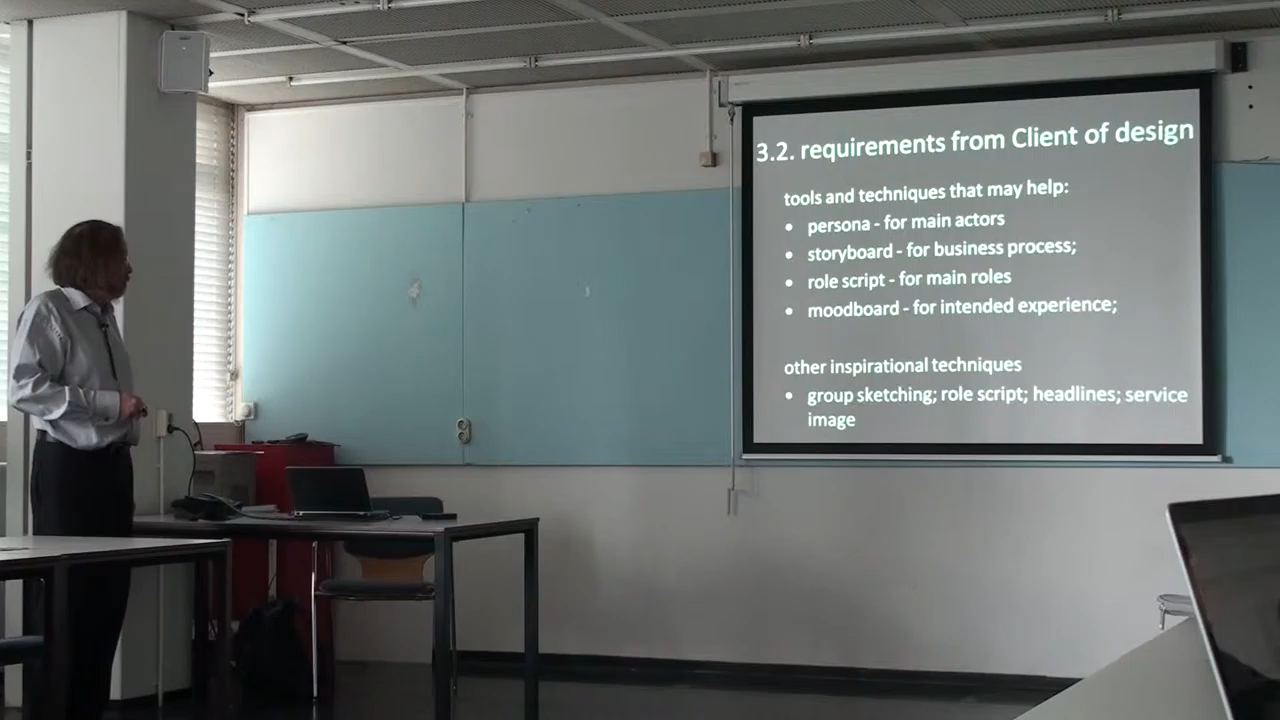 3.2. requirements from Client of design
tools and techniques that may help:
• persona - for main actors
• storyboard - for business process;
• role script - for main roles
• moodboard - for intended experience;
other inspirational techniques
• group sketching; role script; headlines; service
image